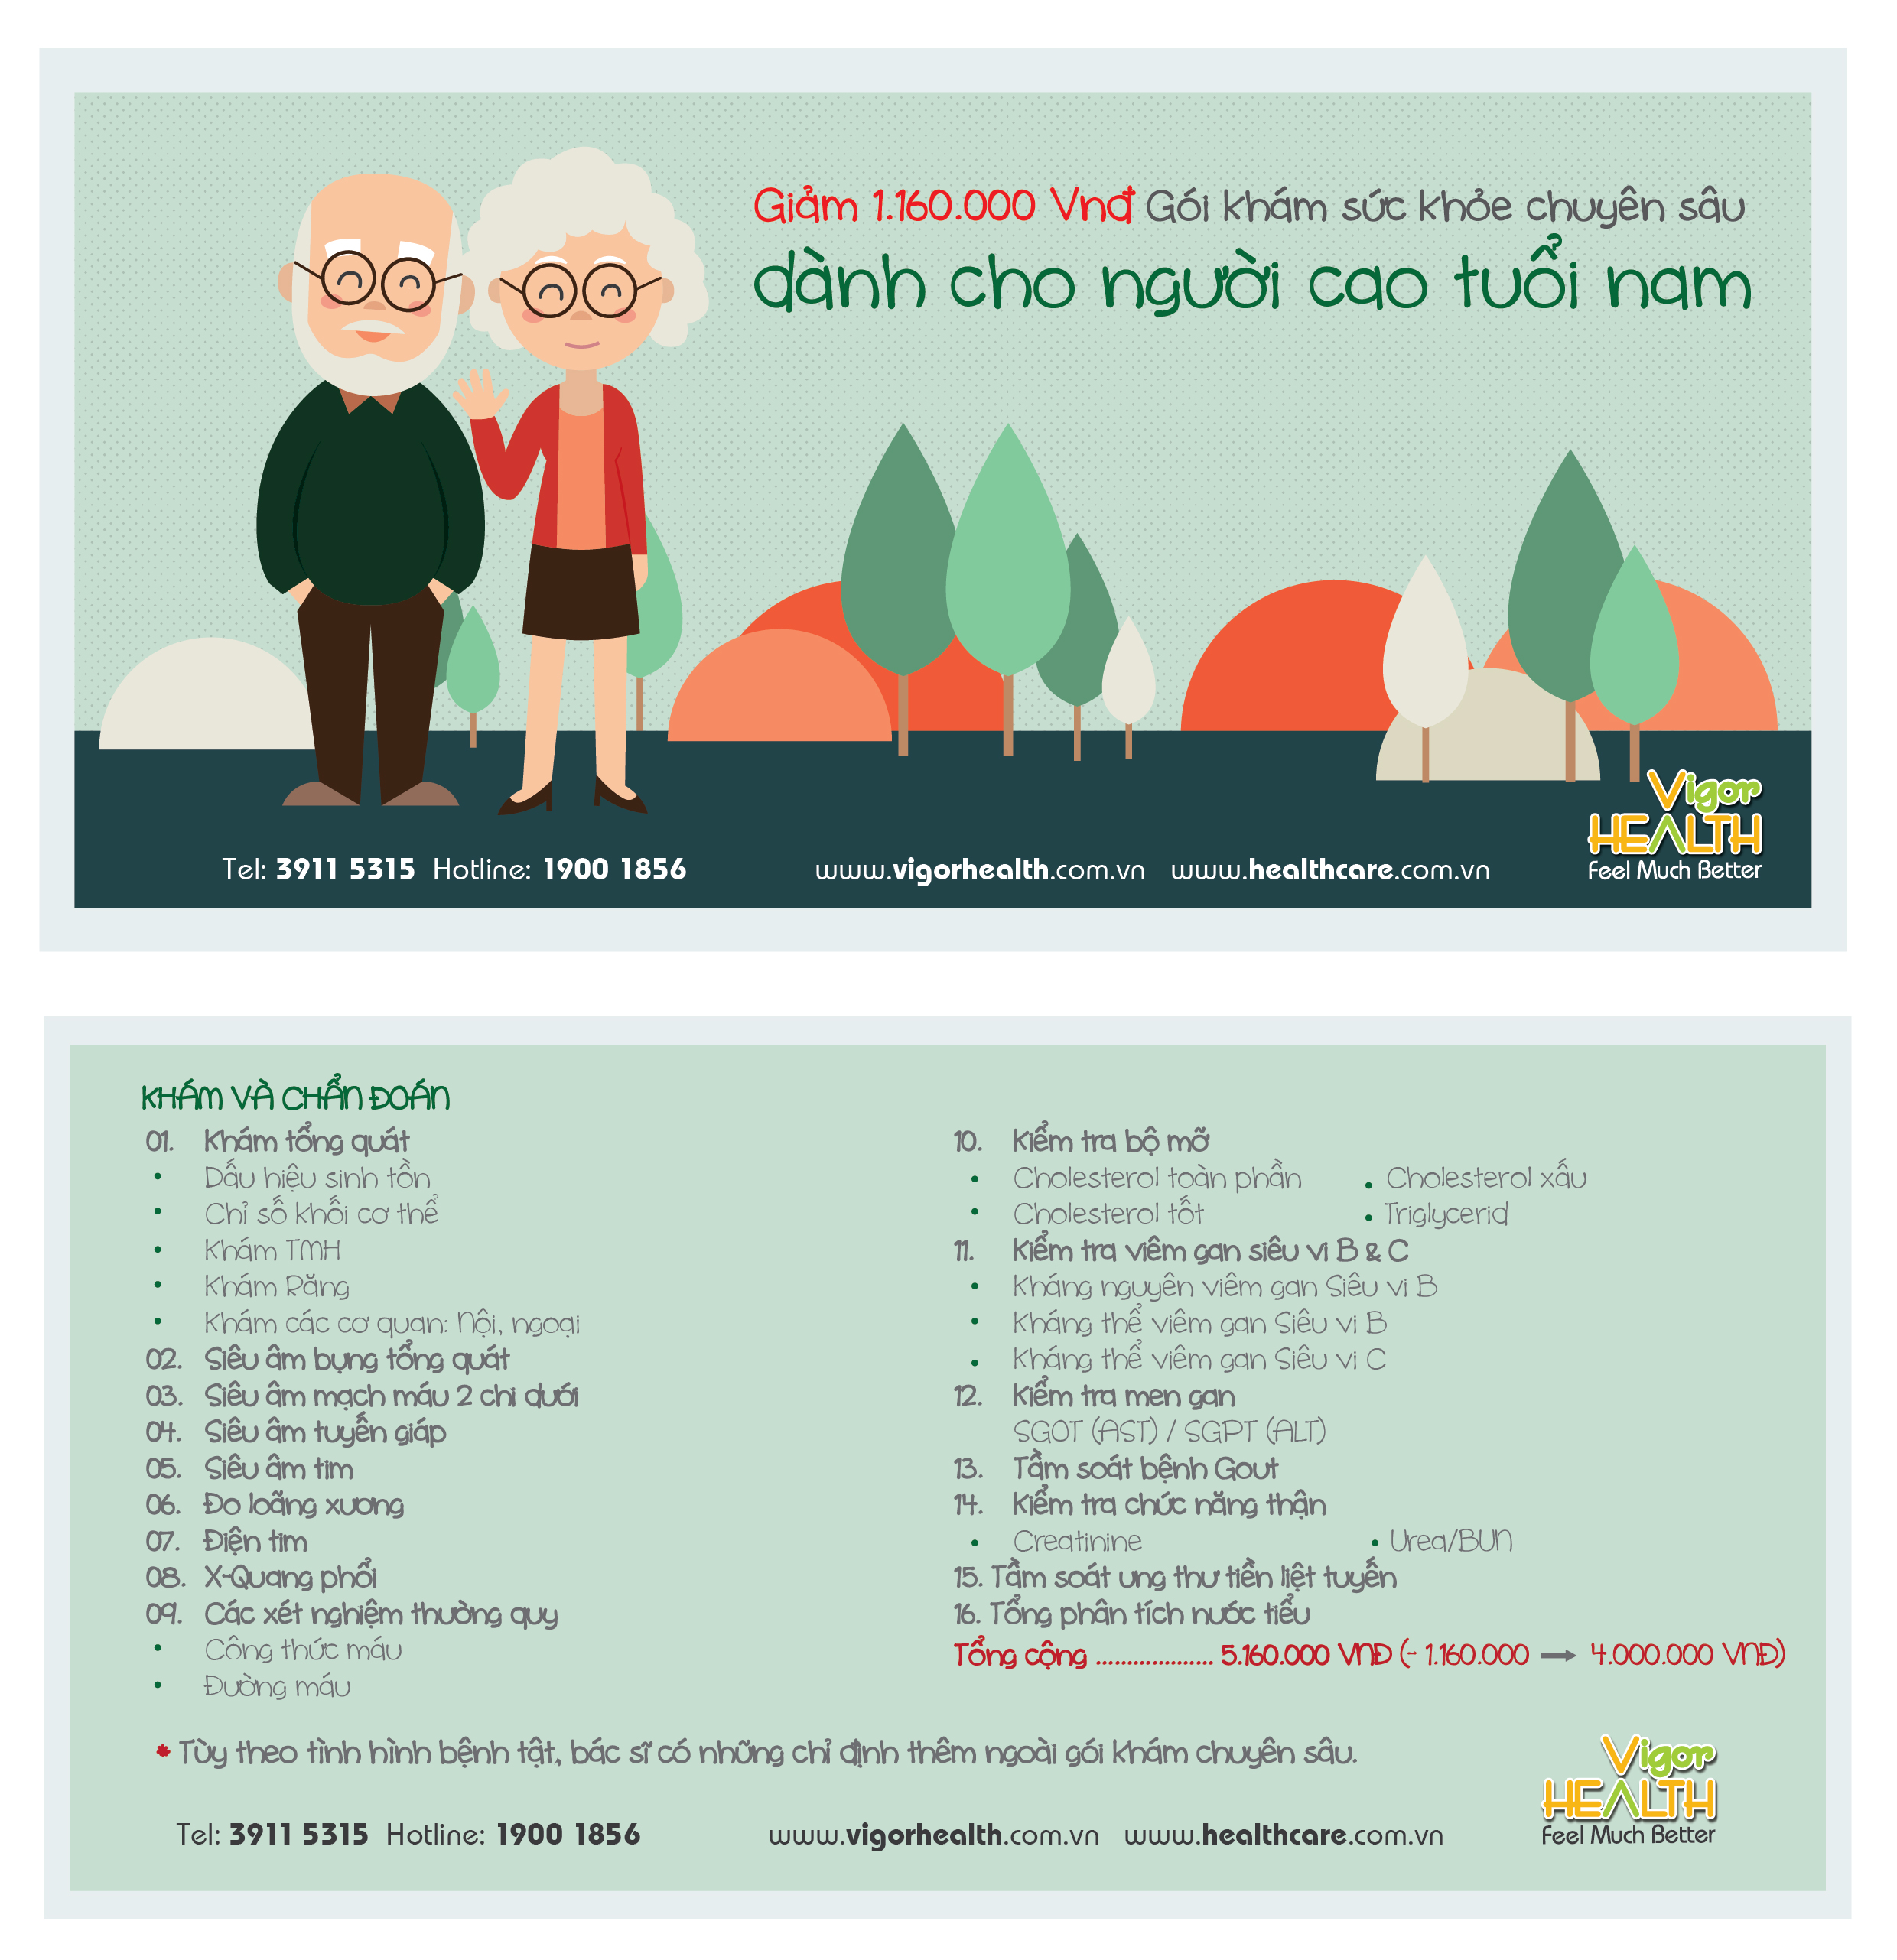 Giảm 1.160.000 Vnđ Gói khám sức khỏe chuyên sâu
dành cho người cao tuổi nam
Vigor
HEALTH
Feel Much Better
Tel: 3911 5315 Hotline: 1900 1856 www.vigorhealth.com.vn www.healthcare.com.vn
KHÁM VÀ CHẨN ĐOÁN
01. Khám tổng quát
• Dấu hiệu sinh tồn
• Chỉ số khối cơ thể
• Khám TMH
• Khám Răng
• Khám các cơ quan: Nội, ngoại
02. Siêu âm bụng tổng quát
03. Siêu âm mạch máu 2 chi dưới
04. Siêu âm tuyến giáp
05. Siêu âm tim
06. Đo loãng xương
07. Điện tim
08. X-Quang phổi
09. Các xét nghiệm thường quy
• Công thức máu
• Đường máu
10. Kiểm tra bộ mỡ
• Cholesterol toàn phần • Cholesterol xấu
• Cholesterol tốt • Triglycerid
11. Kiểm tra viêm gan siêu vi B & C
• Kháng nguyên viêm gan Siêu vi B
• Kháng thể viêm gan Siêu vi B
• Kháng thể viêm gan Siêu vi C
12. Kiểm tra men gan
SGOT (AST) / SGPT (ALT)
13. Tầm soát bệnh Gout
14. Kiểm tra chức năng thận
• Creatinine • Urea/BUN
15. Tầm soát ung thư tiền liệt tuyến
16. Tổng phân tích nước tiểu
Tổng cộng ................... 5.160.000 VNĐ (- 1.160.000 → 4.000.000 VNĐ)
* Tùy theo tình hình bệnh tật, bác sĩ có những chỉ định thêm ngoài gói khám chuyên sâu.
Vigor
HEALTH
Feel Much Better
Tel: 3911 5315 Hotline: 1900 1856 www.vigorhealth.com.vn www.healthcare.com.vn